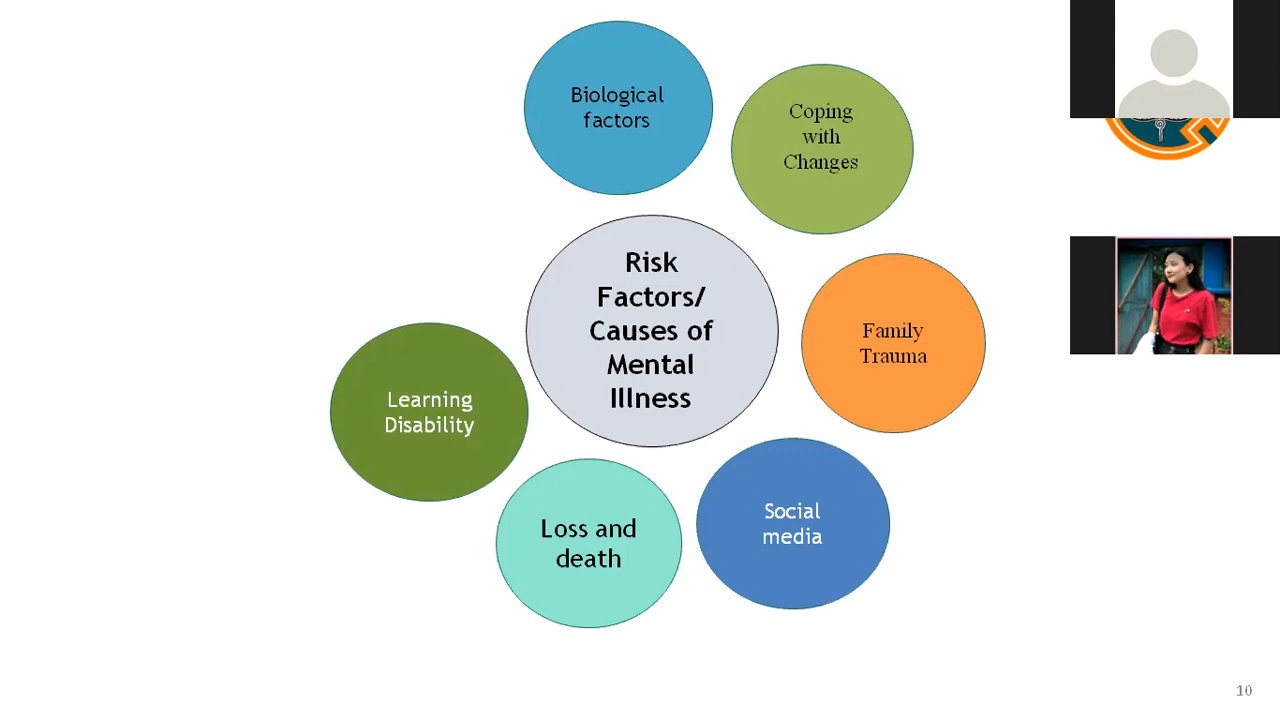 Biological
factors
Coping
with
Changes
Risk
Factors/
Causes of
Mental
Illness
Family
Trauma
Learning
Disability
Social
media
Loss and
death
10